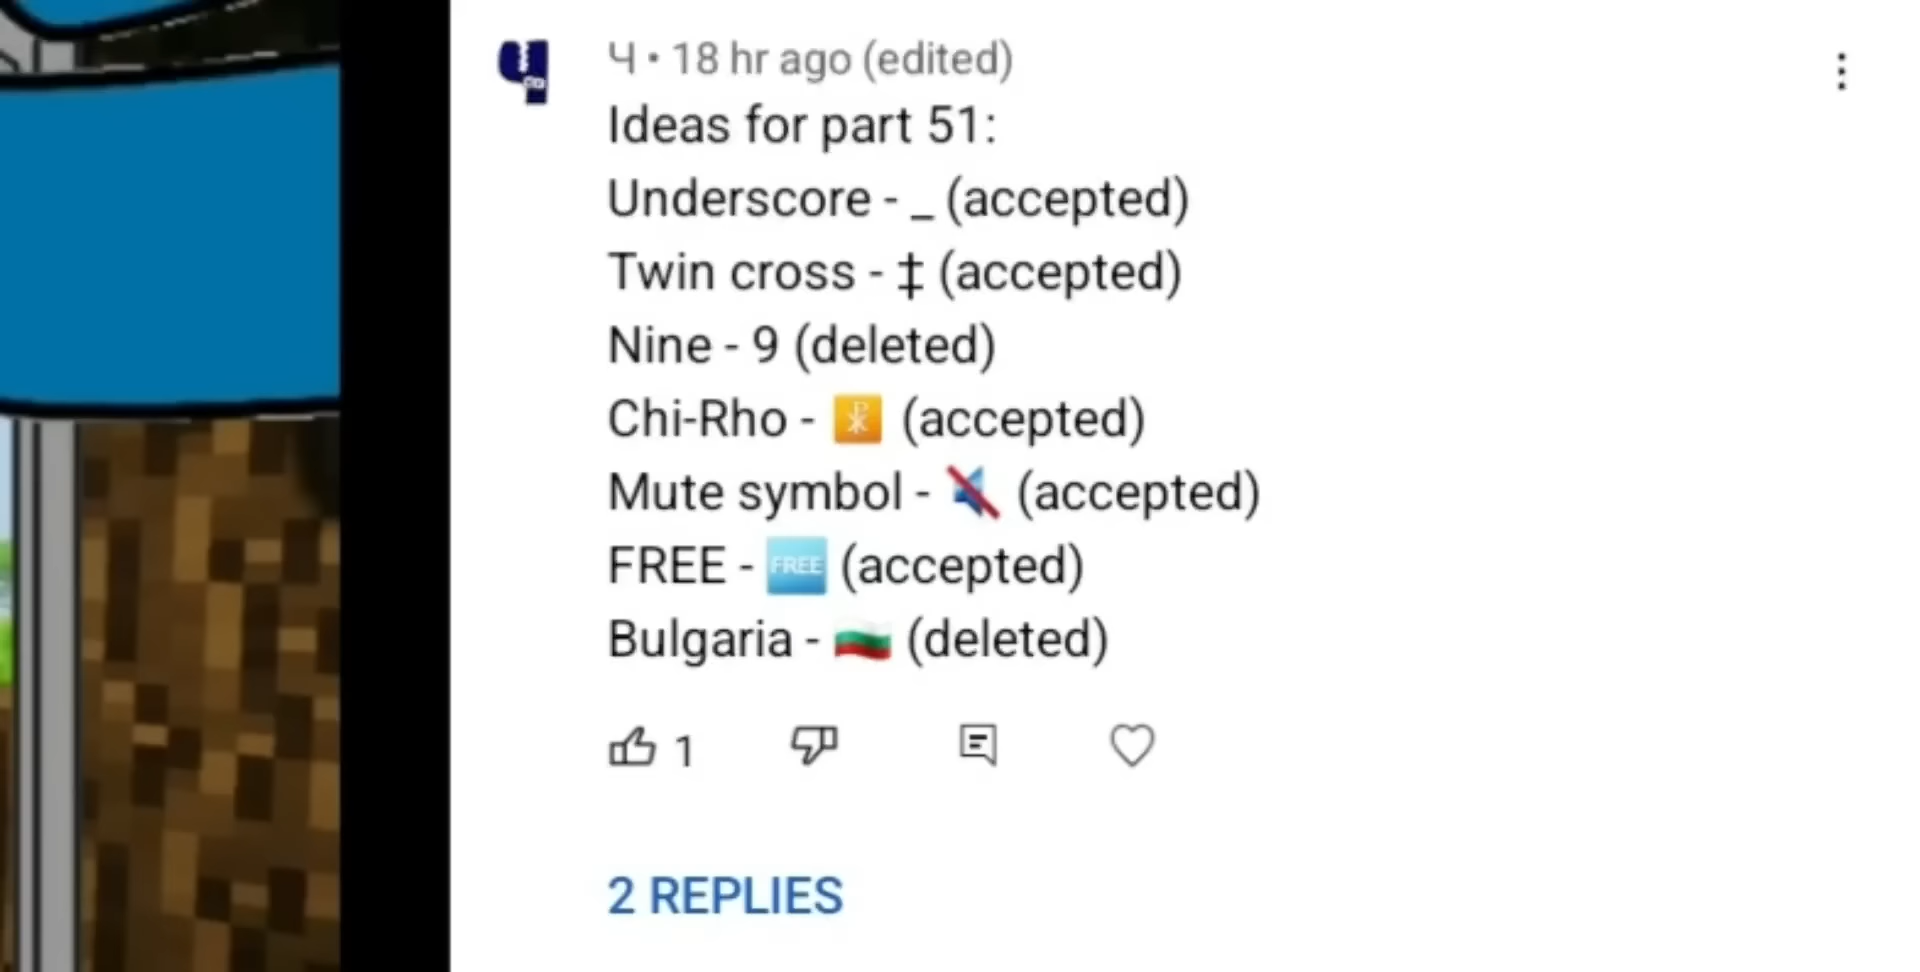 Ч • 18 hr ago (edited)
Ideas for part 51:
Underscore - _ (accepted)
Twin cross - ‡ (accepted)
Nine - 9 (deleted)
Chi-Rho - ☧ (accepted)
Mute symbol - 🔇 (accepted)
FREE - 🆓 (accepted)
Bulgaria - 🇧🇬 (deleted)
1
2 REPLIES